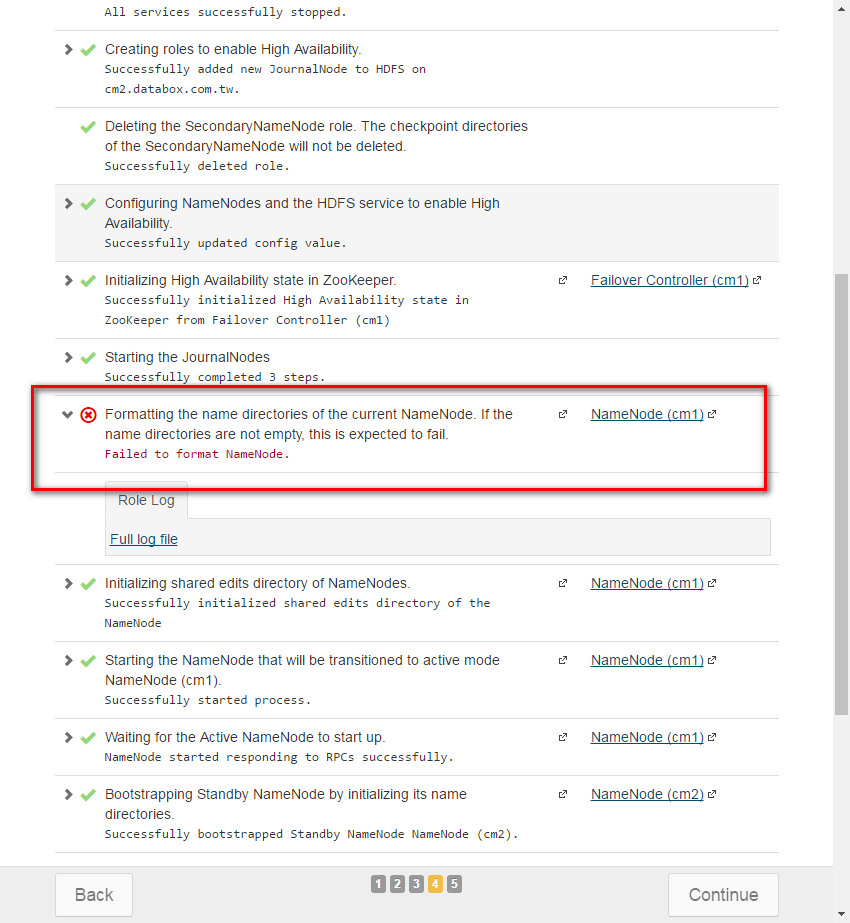 All services successfully stopped.
Creating roles to enable High Availability.
Successfully added new JournalNode to HDFS on
cm2.databox.com.tw.
Deleting the SecondaryNameNode role. The checkpoint directories
of the SecondaryNameNode will not be deleted.
Successfully deleted role.
Configuring NameNodes and the HDFS service to enable High
Availability.
Successfully updated config value.
Initializing High Availability state in ZooKeeper.
Failover Controller (cm1)
Successfully initialized High Availability state in
ZooKeeper from Failover Controller (cm1)
Starting the JournalNodes
Successfully completed 3 steps.
Formatting the name directories of the current NameNode. If the
NameNode (cm1)
name directories are not empty, this is expected to fail.
Failed to format NameNode.
Role Log
Full log file
Initializing shared edits directory of NameNodes.
NameNode (cm1)
Successfully initialized shared edits directory of the
NameNode
Starting the NameNode that will be transitioned to active mode
NameNode (cm1)
NameNode (cm1).
Successfully started process.
Waiting for the Active NameNode to start up.
NameNode (cm1)
NameNode started responding to RPCs successfully.
Bootstrapping Standby NameNode by initializing its name
NameNode (cm2)
directories.
Successfully bootstrapped Standby NameNode NameNode (cm2).
Back
1 2 3 4 5
Continue